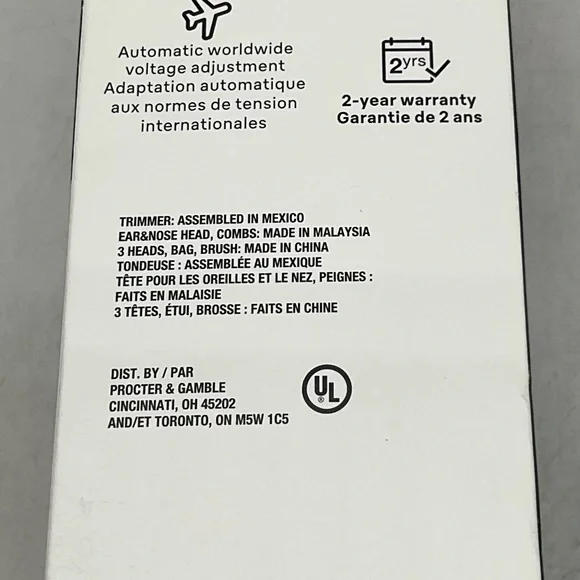 Automatic worldwide
voltage adjustment
Adaptation automatique
aux normes de tension
internationales
2yrs
2-year warranty
Garantie de 2 ans
TRIMMER: ASSEMBLED IN MEXICO
EAR&NOSE HEAD, COMBS: MADE IN MALAYSIA
3 HEADS, BAG, BRUSH: MADE IN CHINA
TONDEUSE : ASSEMBLÉE AU MEXIQUE
TÊTE POUR LES OREILLES ET LE NEZ, PEIGNES :
FAITS EN MALAISIE
3 TÊTES, ÉTUI, BROSSE : FAITS EN CHINE
DIST. BY / PAR
PROCTER & GAMBLE
CINCINNATI, OH 45202
AND/ET TORONTO, ON M5W 1C5
UL®